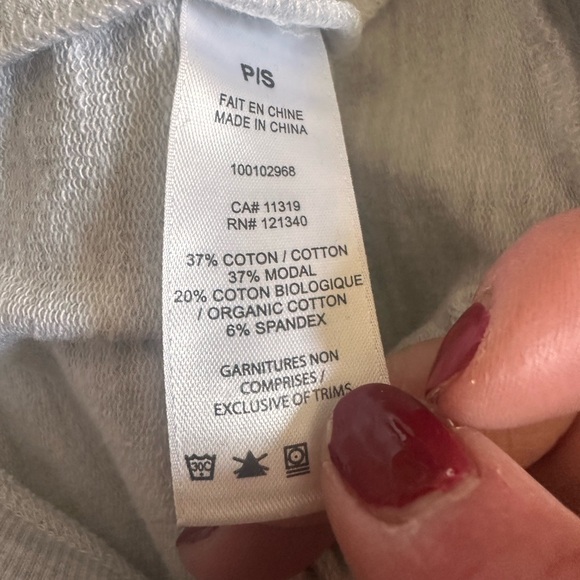 P/S
FAIT EN CHINE
MADE IN CHINA
100102968
CA# 11319
RN# 121340
37% COTON / COTTON
37% MODAL
20% COTON BIOLOGIQUE
/ ORGANIC COTTON
6% SPANDEX
GARNITURES NON
COMPRISES /
EXCLUSIVE OF TRIMS
30C